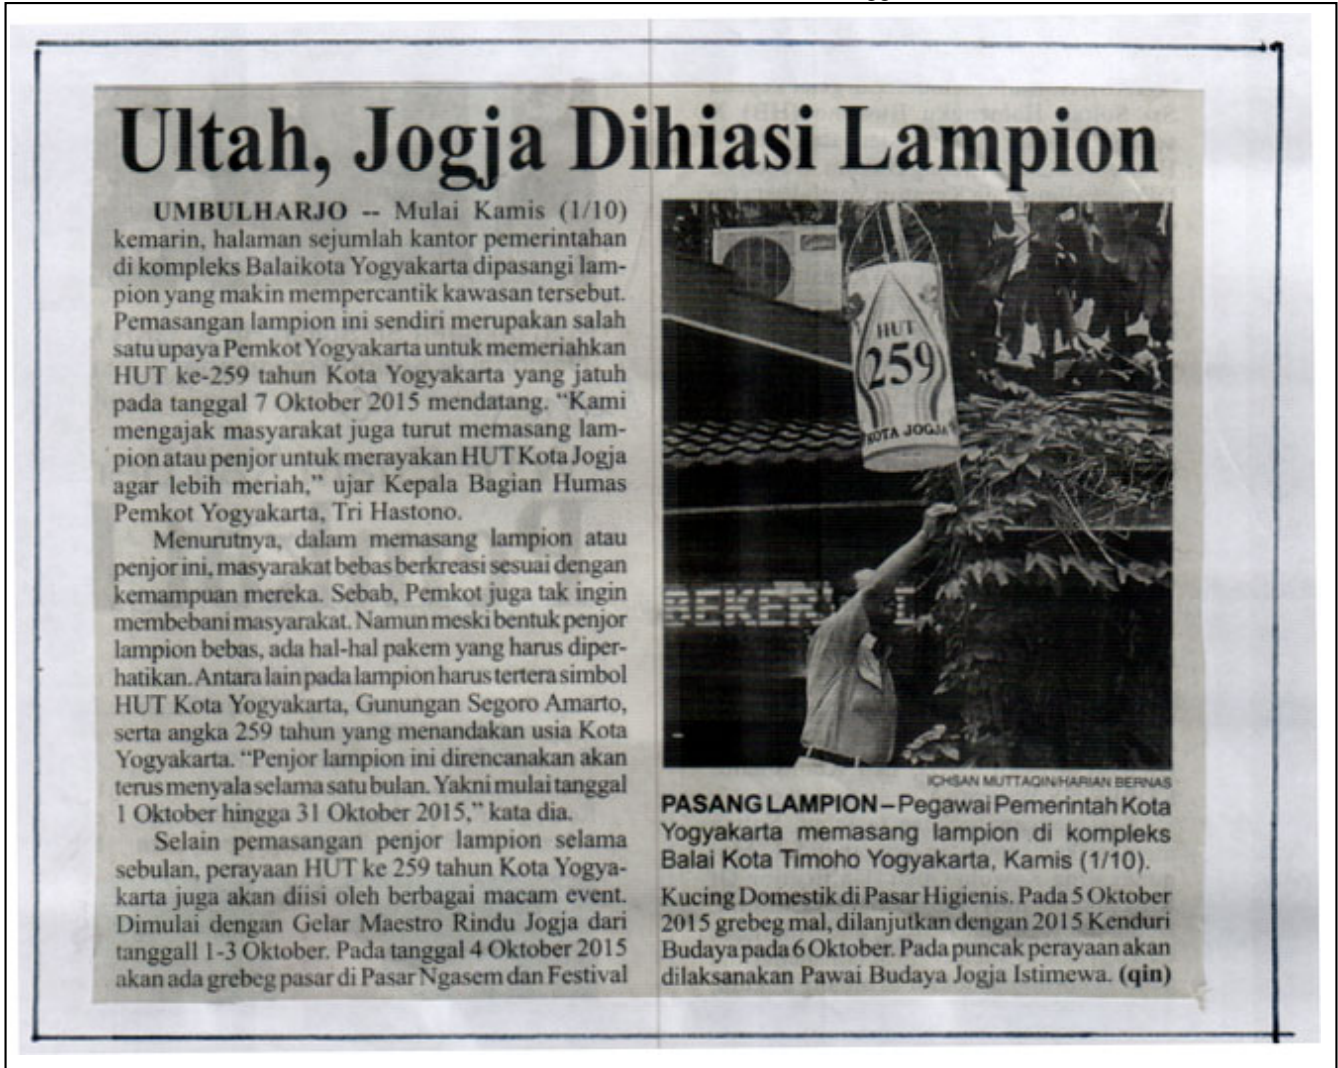 Ultah, Jogja Dihiasi Lampion
UMBULHARJO -- Mulai Kamis (1/10)
kemarin, halaman sejumlah kantor pemerintahan
di kompleks Balaikota Yogyakarta dipasangi lam-
pion yang makin mempercantik kawasan tersebut.
Pemasangan lampion ini sendiri merupakan salah
satu upaya Pemkot Yogyakarta untuk memeriahkan
HUT ke-259 tahun Kota Yogyakarta yang jatuh
pada tanggal 7 Oktober 2015 mendatang. “Kami
mengajak masyarakat juga turut memasang lam-
pion atau penjor untuk merayakan HUT Kota Jogja
agar lebih meriah,” ujar Kepala Bagian Humas
Pemkot Yogyakarta, Tri Hastono.
Menurutnya, dalam memasang lampion atau
penjor ini, masyarakat bebas berkreasi sesuai dengan
kemampuan mereka. Sebab, Pemkot juga tak ingin
membebani masyarakat. Namun meski bentuk penjor
lampion bebas, ada hal-hal pakem yang harus diper-
hatikan. Antara lain pada lampion harus tertera simbol
HUT Kota Yogyakarta, Gunungan Segoro Amarto,
serta angka 259 tahun yang menandakan usia Kota
Yogyakarta. “Penjor lampion ini direncanakan akan
terus menyala selama satu bulan. Yakni mulai tanggal
1 Oktober hingga 31 Oktober 2015,” kata dia.
Selain pemasangan penjor lampion selama
sebulan, perayaan HUT ke 259 tahun Kota Yogya-
karta juga akan diisi oleh berbagai macam event.
Dimulai dengan Gelar Maestro Rindu Jogja dari
tanggall 1-3 Oktober. Pada tanggal 4 Oktober 2015
akan ada grebeg pasar di Pasar Ngasem dan Festival
HUT
259
KOTA JOGJA
ICHSAN MUTTAQIN/HARIAN BERNAS
PASANG LAMPION – Pegawai Pemerintah Kota
Yogyakarta memasang lampion di kompleks
Balai Kota Timoho Yogyakarta, Kamis (1/10).
Kucing Domestik di Pasar Higienis. Pada 5 Oktober
2015 grebeg mal, dilanjutkan dengan 2015 Kenduri
Budaya pada 6 Oktober. Pada puncak perayaan akan
dilaksanakan Pawai Budaya Jogja Istimewa. (qin)